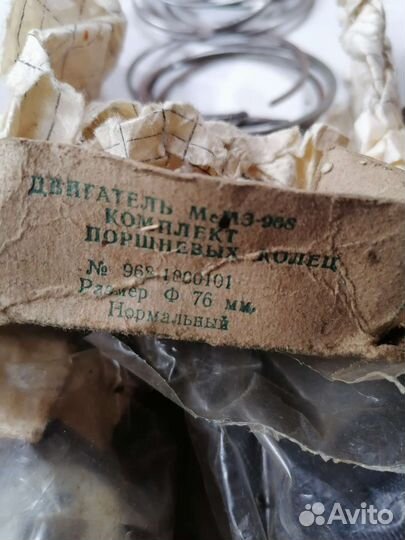 ДВИГАТЕЛЬ МеМЗ-968
КОМПЛЕКТ
ПОРШНЕВЫХ КОЛЕЦ
№ 968-1000101
Размер Ф 76 мм.
Нормальный
Avito